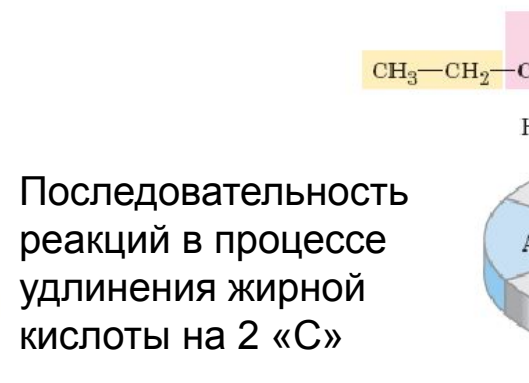 CH₃—CH₂—C
Последовательность
реакций в процессе
удлинения жирной
кислоты на 2 «С»